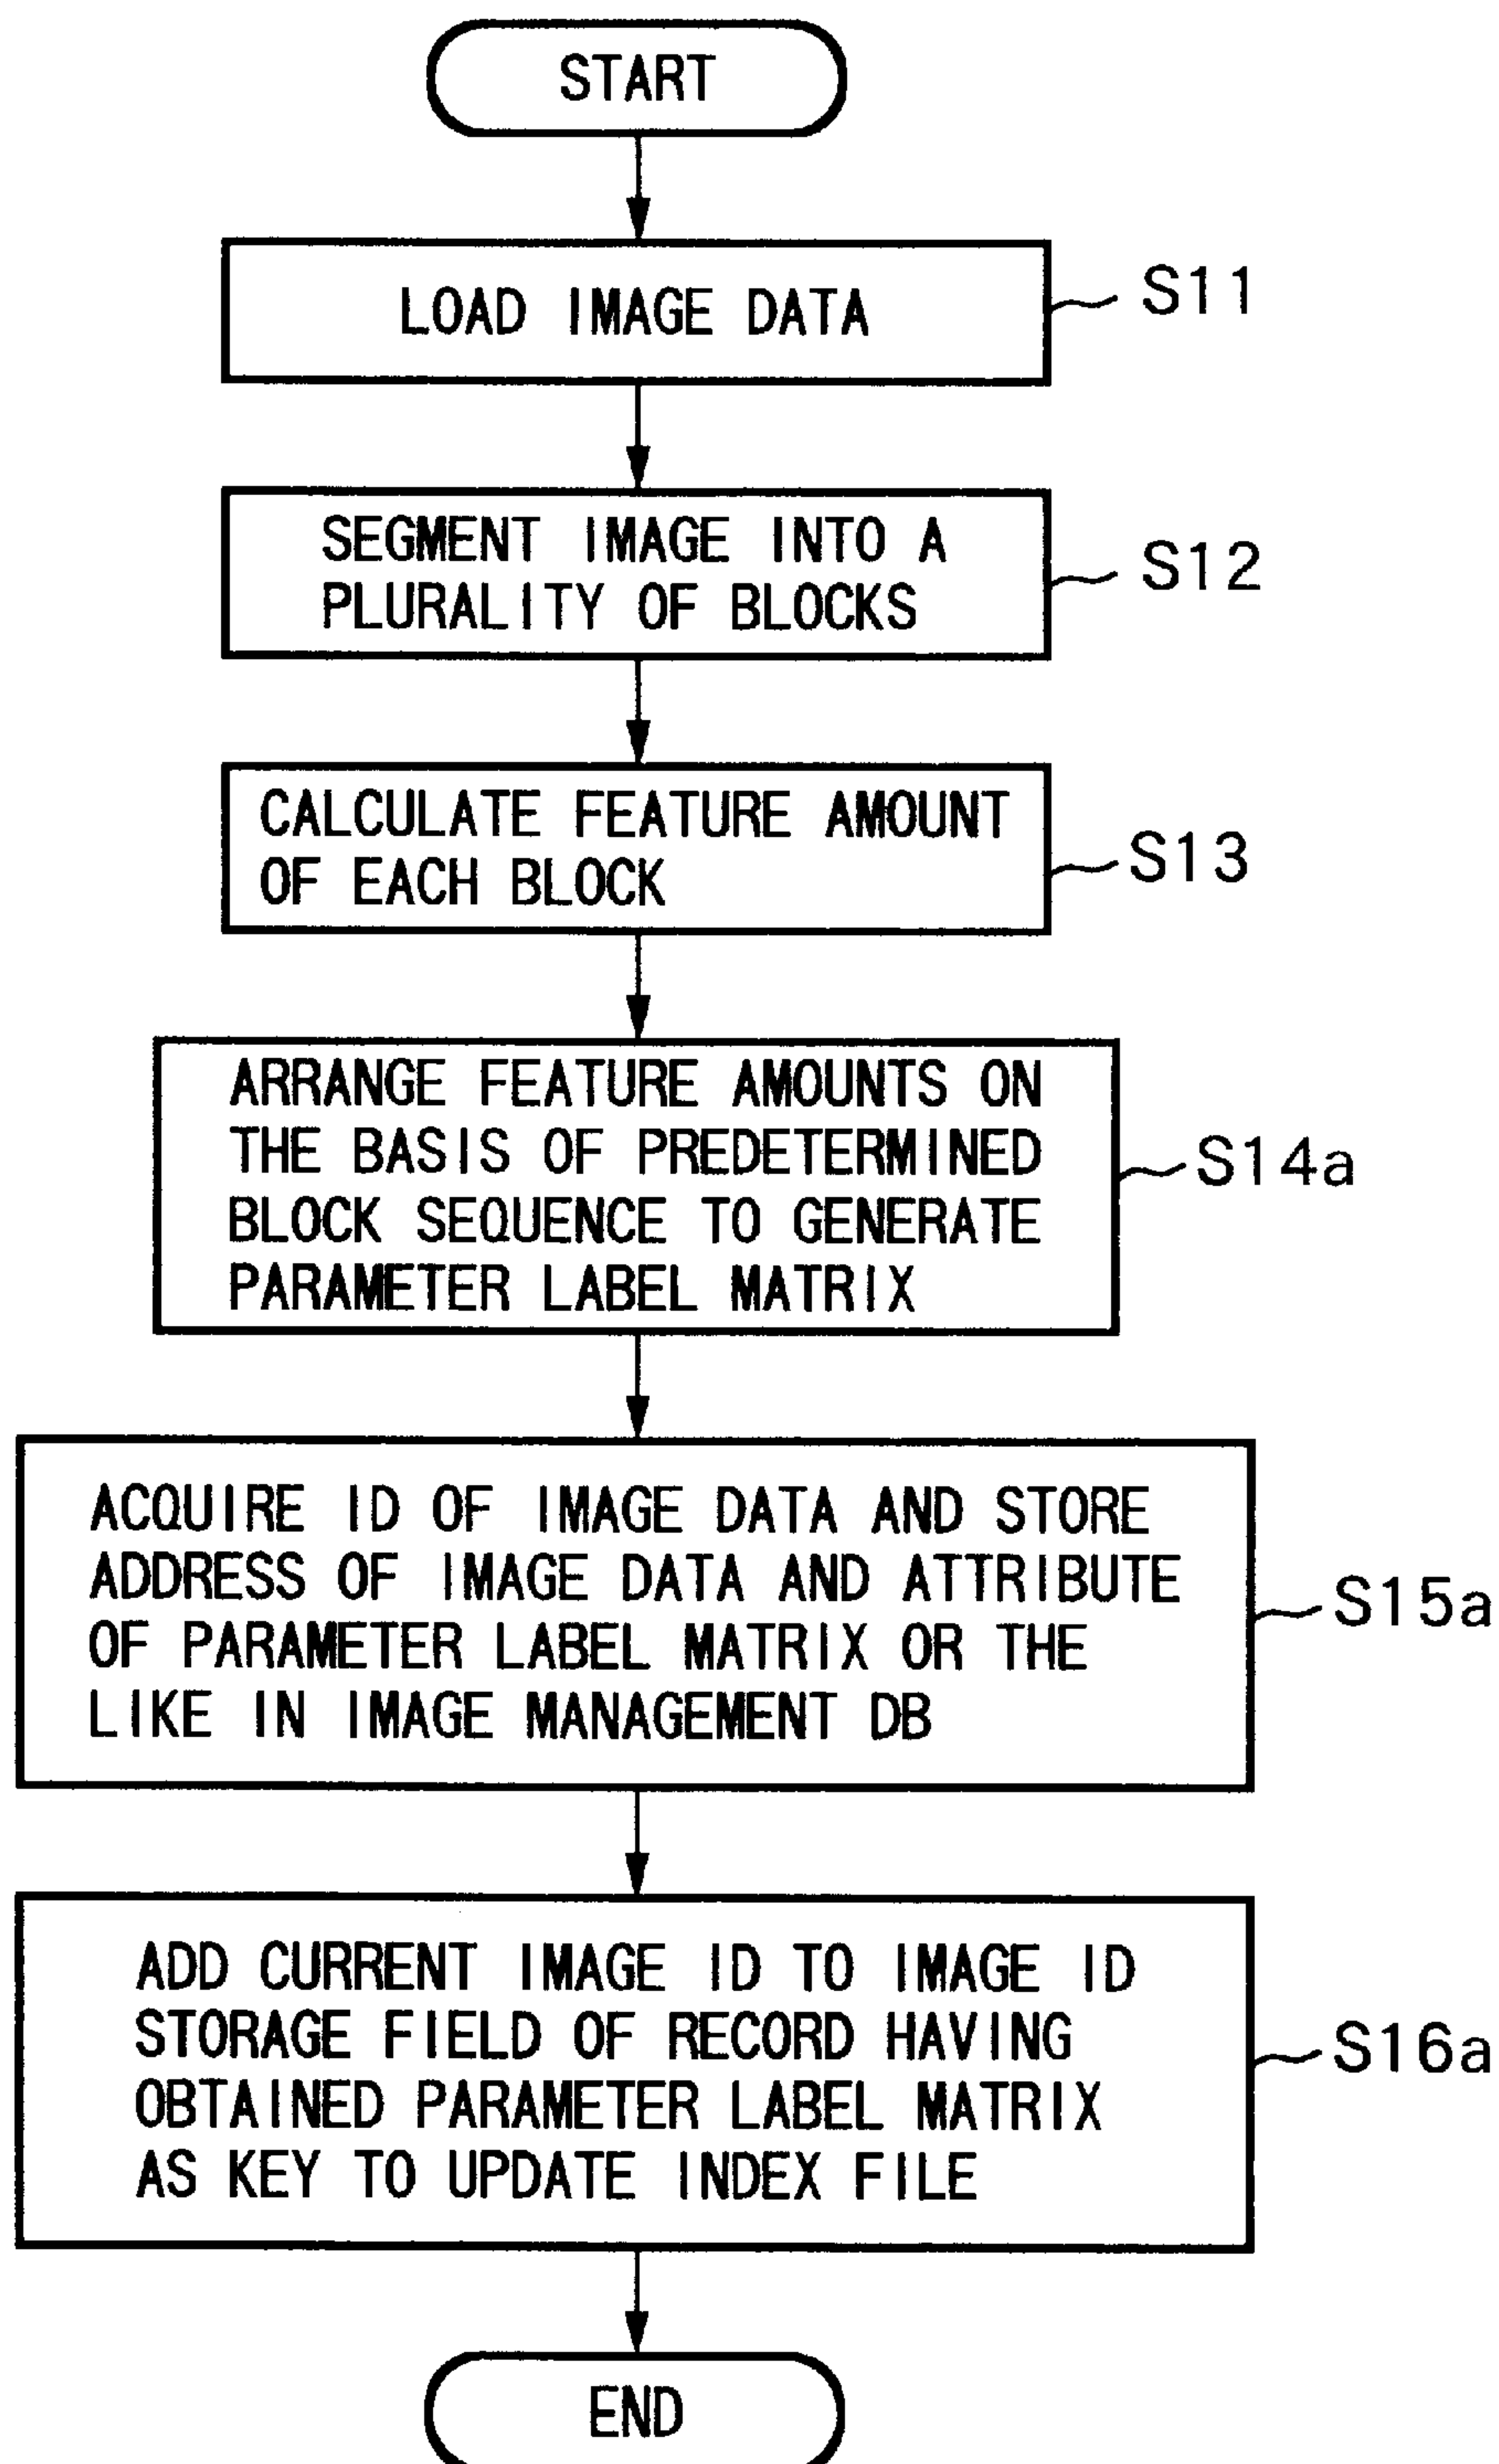 START
LOAD IMAGE DATA
S11
SEGMENT IMAGE INTO A
PLURALITY OF BLOCKS
S12
CALCULATE FEATURE AMOUNT
OF EACH BLOCK
S13
ARRANGE FEATURE AMOUNTS ON
THE BASIS OF PREDETERMINED
BLOCK SEQUENCE TO GENERATE
PARAMETER LABEL MATRIX
S14a
ACQUIRE ID OF IMAGE DATA AND STORE
ADDRESS OF IMAGE DATA AND ATTRIBUTE
OF PARAMETER LABEL MATRIX OR THE
LIKE IN IMAGE MANAGEMENT DB
S15a
ADD CURRENT IMAGE ID TO IMAGE ID
STORAGE FIELD OF RECORD HAVING
OBTAINED PARAMETER LABEL MATRIX
AS KEY TO UPDATE INDEX FILE
S16a
END